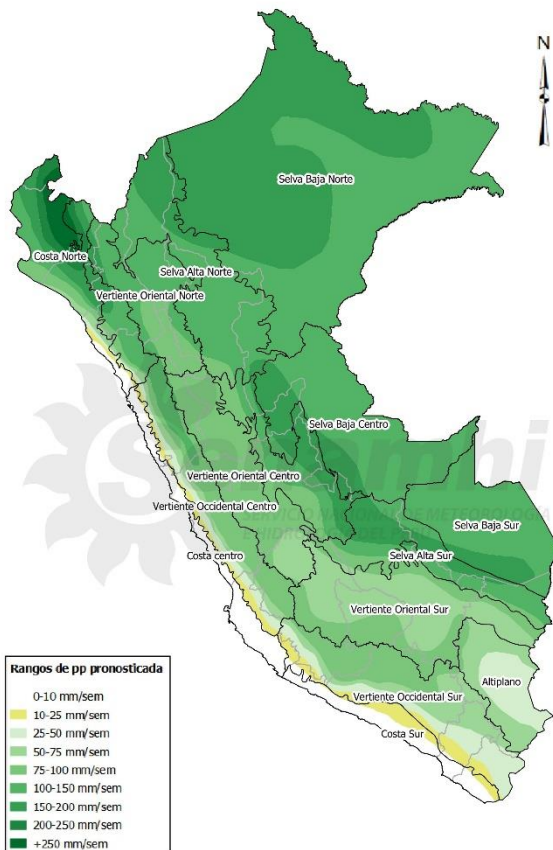 N
Selva Baja Norte
Costa Norte
Selva Alta Norte
Vertiente Oriental Norte
Selva Baja Centro
Vertiente Oriental Centro
Vertiente Occidental Centro
Selva Baja Sur
Costa centro
Selva Alta Sur
Vertiente Oriental Sur
Altiplano
Vertiente Occidental Sur
Costa Sur
Rangos de pp pronosticada
0-10 mm/sem
10-25 mm/sem
25-50 mm/sem
50-75 mm/sem
75-100 mm/sem
100-150 mm/sem
150-200 mm/sem
200-250 mm/sem
+250 mm/sem